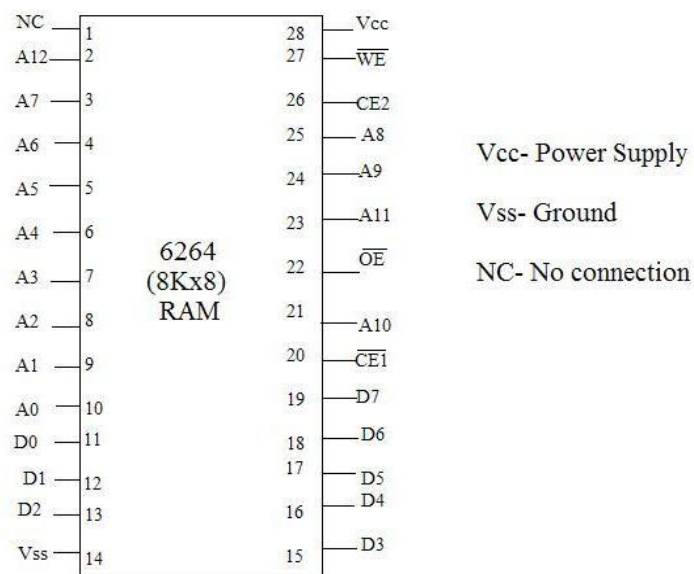 NC 1 28 Vcc
A12 2 27 W̅E̅
A7 3 26 CE2
A6 4 25 A8
A5 5 24 A9
A4 6 23 A11
A3 7 22 O̅E̅
A2 8 21 A10
A1 9 20 C̅E̅1̅
A0 10 19 D7
D0 11 18 D6
D1 12 17 D5
D2 13 16 D4
Vss 14 15 D3
6264
(8Kx8)
RAM
Vcc- Power Supply
Vss- Ground
NC- No connection